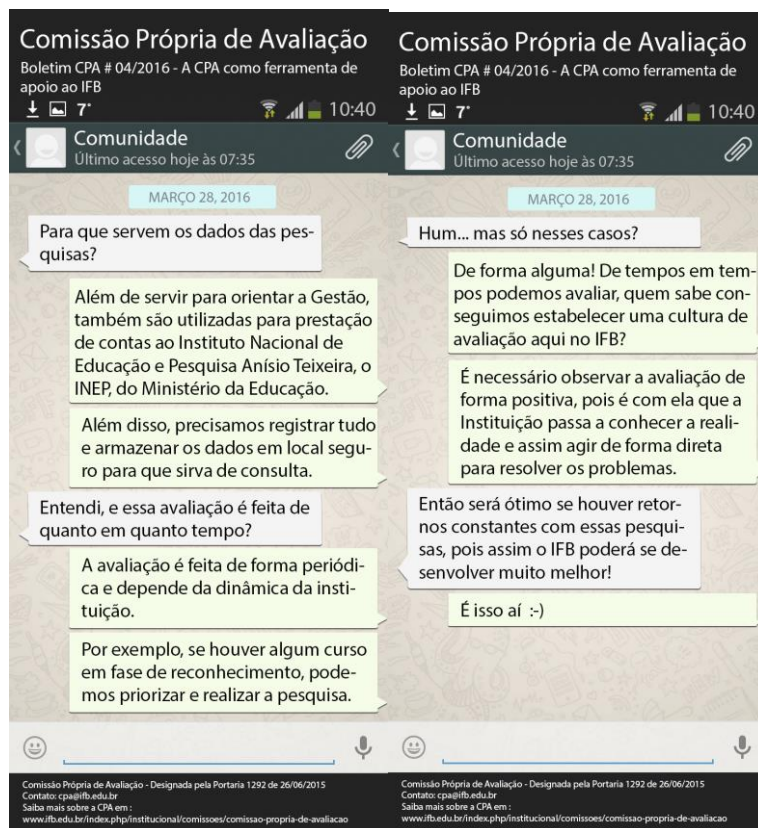 Comissão Própria de Avaliação
Boletim CPA # 04/2016 - A CPA como ferramenta de
apoio ao IFB
7° 10:40
Comunidade
Último acesso hoje às 07:35
MARÇO 28, 2016
Para que servem os dados das pes-
quisas?
Além de servir para orientar a Gestão,
também são utilizadas para prestação
de contas ao Instituto Nacional de
Educação e Pesquisa Anísio Teixeira, o
INEP, do Ministério da Educação.
Além disso, precisamos registrar tudo
e armazenar os dados em local segu-
ro para que sirva de consulta.
Entendi, e essa avaliação é feita de
quanto em quanto tempo?
A avaliação é feita de forma periódi-
ca e depende da dinâmica da insti-
tuição.
Por exemplo, se houver algum curso
em fase de reconhecimento, pode-
mos priorizar e realizar a pesquisa.
Comissão Própria de Avaliação - Designada pela Portaria 1292 de 26/06/2015
Contato: cpa@ifb.edu.br
Saiba mais sobre a CPA em :
www.ifb.edu.br/index.php/institucional/comissoes/comissao-propria-de-avaliacao
Comissão Própria de Avaliação
Boletim CPA # 04/2016 - A CPA como ferramenta de
apoio ao IFB
7° 10:40
Comunidade
Último acesso hoje às 07:35
MARÇO 28, 2016
Hum... mas só nesses casos?
De forma alguma! De tempos em tem-
pos podemos avaliar, quem sabe con-
seguimos estabelecer uma cultura de
avaliação aqui no IFB?
É necessário observar a avaliação de
forma positiva, pois é com ela que a
Instituição passa a conhecer a reali-
dade e assim agir de forma direta
para resolver os problemas.
Então será ótimo se houver retor-
nos constantes com essas pesqui-
sas, pois assim o IFB poderá se de-
senvolver muito melhor!
É isso aí :-)
Comissão Própria de Avaliação - Designada pela Portaria 1292 de 26/06/2015
Contato: cpa@ifb.edu.br
Saiba mais sobre a CPA em :
www.ifb.edu.br/index.php/institucional/comissoes/comissao-propria-de-avaliacao